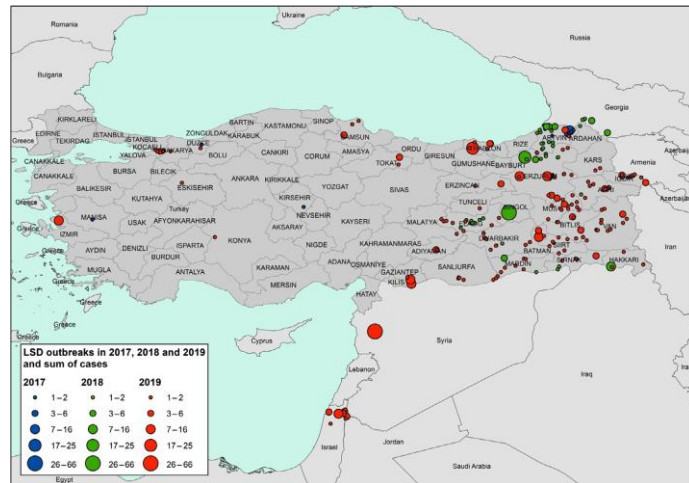 Ukraine
Romania
Russia
Bulgaria
Georgia
KIRKLARELI
EDIRNE
TEKIRDAG
ISTANBUL
ISTANBUL
BARTIN
KASTAMONU
SINOP
ZONGULDAK
KARABUK
SAMSUN
ARTVIN
ARDAHAN
KOCAELI
SAKARYA
DUZCE
YALOVA
BOLU
CANKIRI
CORUM
AMASYA
ORDU
GIRESUN
TRABZON
RIZE
GUMUSHANE
BAYBURT
KARS
Armenia
CANAKKALE
CANAKKALE
BURSA
BILECIK
TOKAT
ERZINCAN
ERZURUM
Azerbaijan
Azerbaijan
BALIKESIR
ESKISEHIR
ANKARA
KIRIKKALE
YOZGAT
SIVAS
AGRI
Turkey
Greece
Greece
KUTAHYA
KIRSEHIR
TUNCELI
BINGOL
MUS
MANISA
USAK
AFYONKARAHISAR
NEVSEHIR
KAYSERI
MALATYA
BITLIS
VAN
Iran
IZMIR
AKSARAY
DIYARBAKIR
ISPARTA
KONYA
NIGDE
KAHRAMANMARAS
ADIYAMAN
BATMAN
SIIRT
AYDIN
DENIZLI
BURDUR
ADANA
OSMANIYE
GAZIANTEP
SANLIURFA
MARDIN
HAKKARI
MUGLA
ANTALYA
KARAMAN
MERSIN
KILIS
HATAY
Greece
Greece
Greece
Greece
Cyprus
Syria
Iraq
Lebanon
Israel
Jordan
Saudi Arabia
Egypt
LSD outbreaks in 2017, 2018 and 2019
and sum of cases
2017 2018 2019
1–2 1–2 1–2
3–6 3–6 3–6
7–16 7–16 7–16
17–25 17–25 17–25
26–66 26–66 26–66